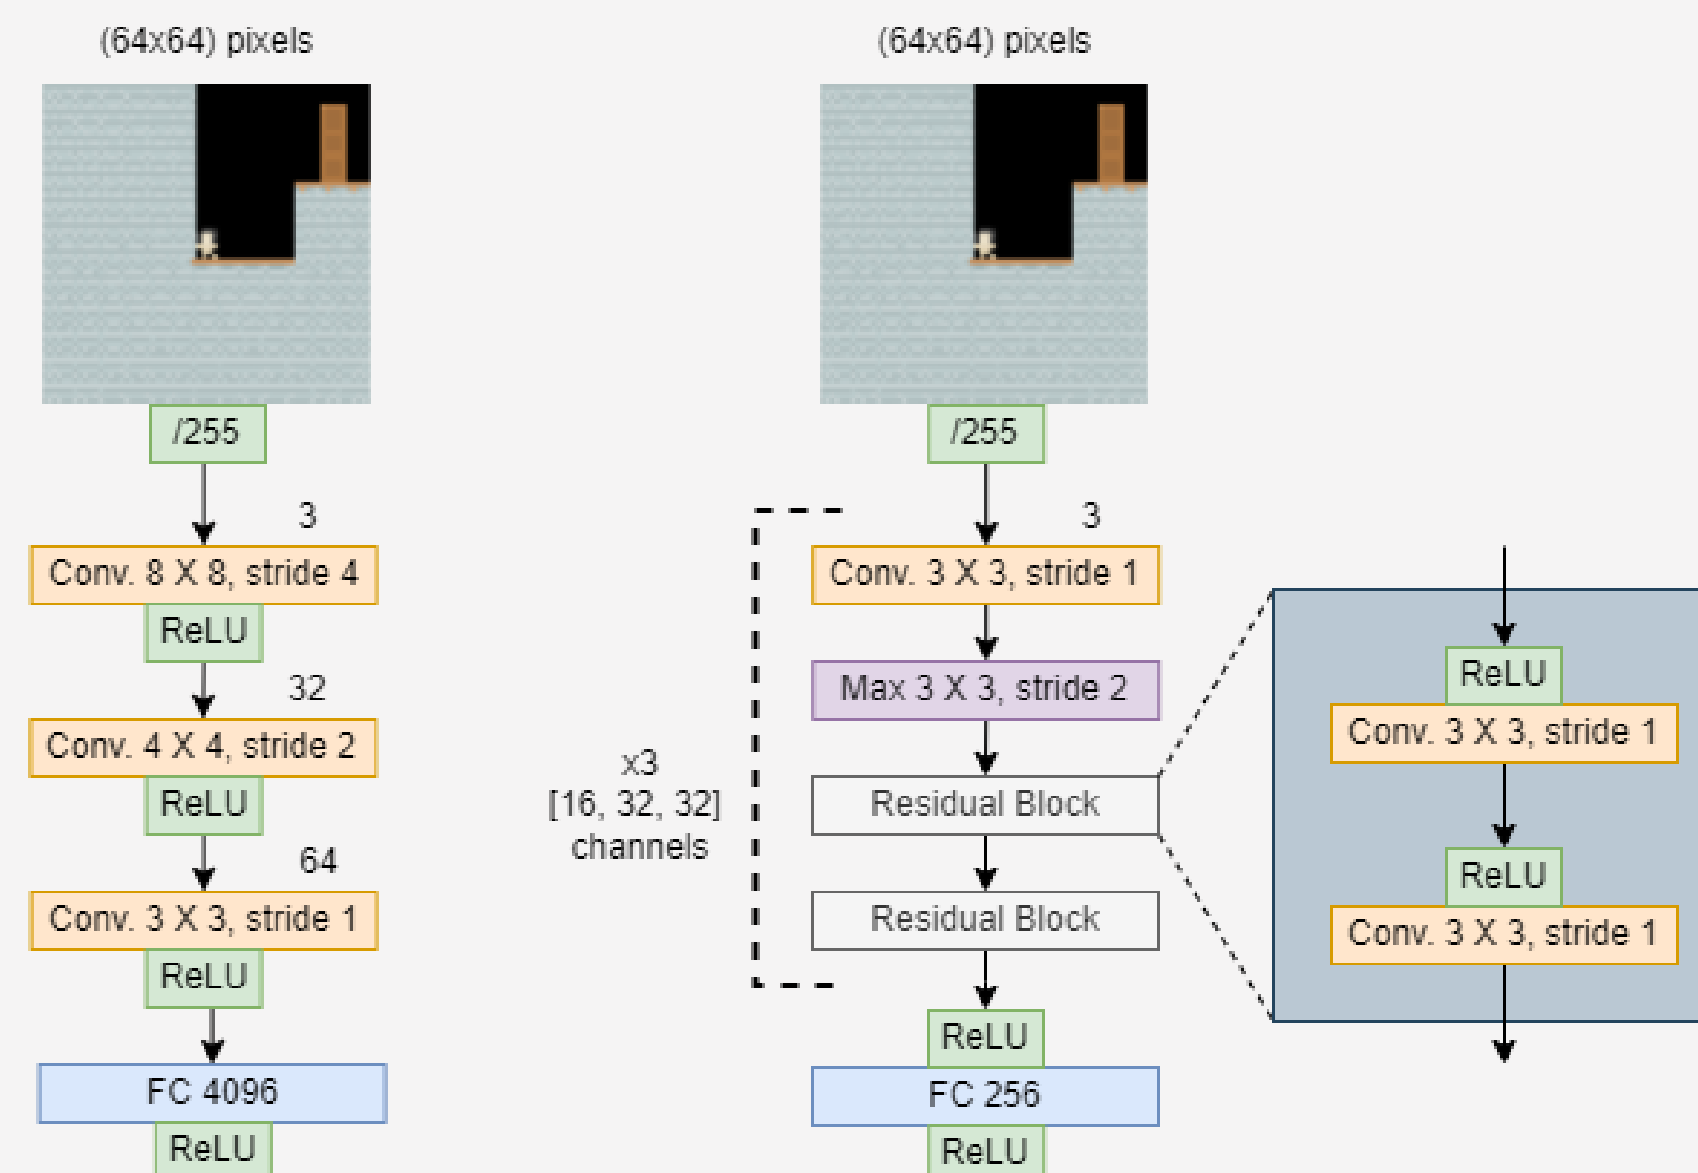 (64x64) pixels
/255
3
Conv. 8 X 8, stride 4
ReLU
32
Conv. 4 X 4, stride 2
ReLU
64
Conv. 3 X 3, stride 1
ReLU
FC 4096
ReLU
(64x64) pixels
/255
3
Conv. 3 X 3, stride 1
Max 3 X 3, stride 2
x3
[16, 32, 32]
channels
Residual Block
Residual Block
ReLU
FC 256
ReLU
ReLU
Conv. 3 X 3, stride 1
ReLU
Conv. 3 X 3, stride 1